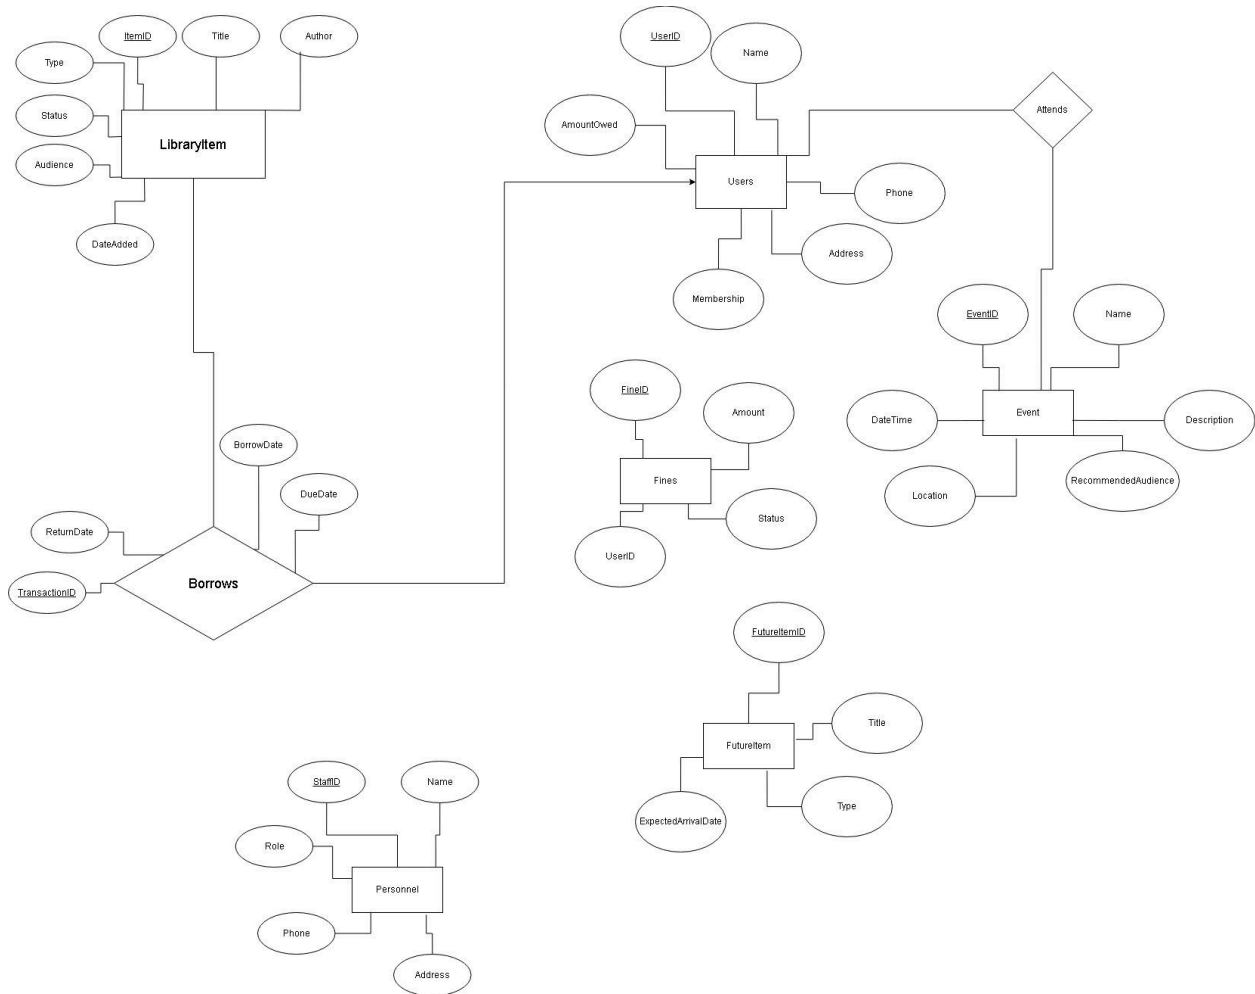 ItemID
Title
Author
Type
Status
Audience
LibraryItem
DateAdded
UserID
Name
AmountOwed
Users
Phone
Address
Membership
Attends
EventID
Name
DateTime
Event
Description
Location
RecommendedAudience
FineID
Amount
Fines
Status
UserID
BorrowDate
DueDate
ReturnDate
TransactionID
Borrows
FutureItemID
Title
FutureItem
Type
ExpectedArrivalDate
StaffID
Name
Role
Personnel
Phone
Address